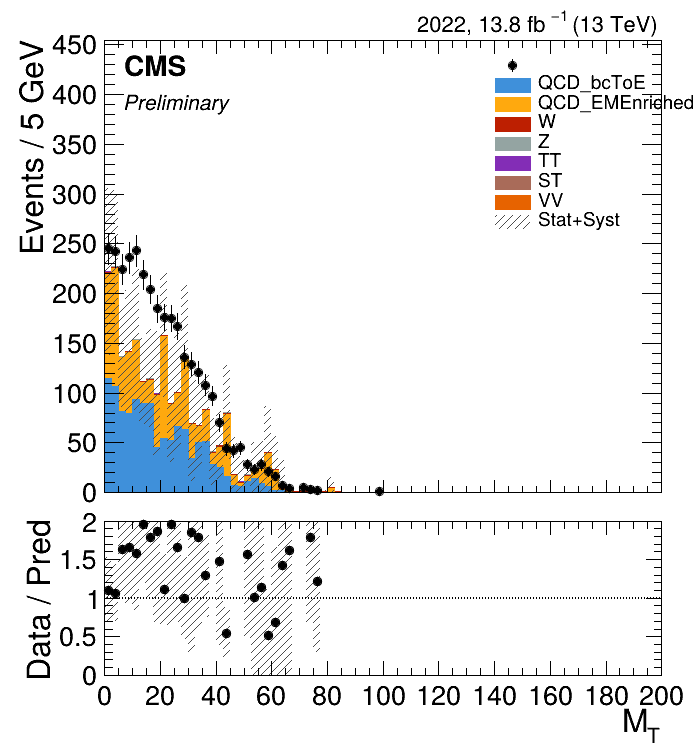 2022, 13.8 fb⁻¹ (13 TeV)
CMS
Preliminary
QCD_bcToE
QCD_EMEnriched
W
Z
TT
ST
VV
Stat+Syst
Events / 5 GeV
450
400
350
300
250
200
150
100
50
0
Data / Pred
2
1.5
1
0.5
0
0 20 40 60 80 100 120 140 160 180 200
M_T